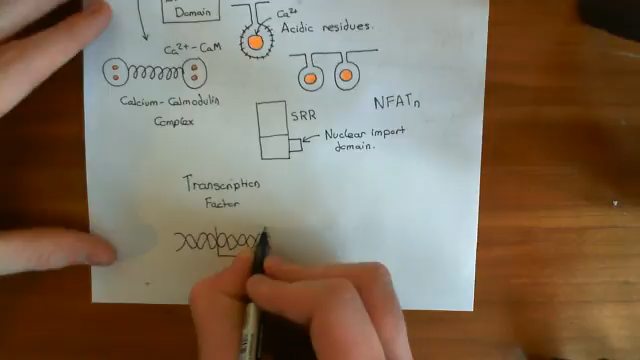 Domain
Ca²⁺
Acidic residues.
Ca²⁺-CaM
Calcium-Calmodulin
Complex
SRR
NFATn
Nuclear Import
domain.
Transcription
Factor